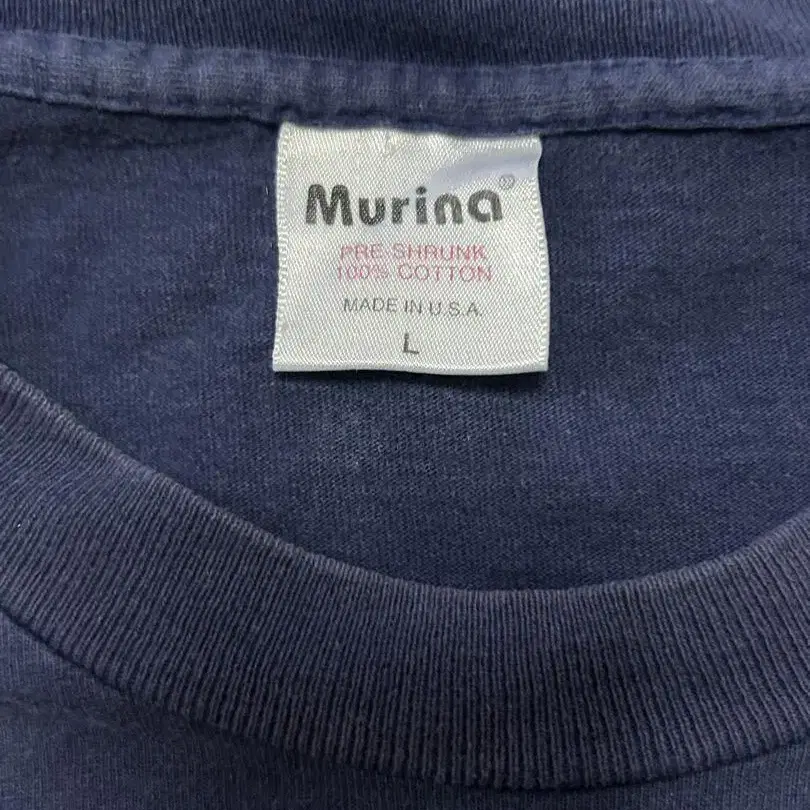 Murina®
PRE SHRUNK
100% COTTON
MADE IN U.S.A.
L